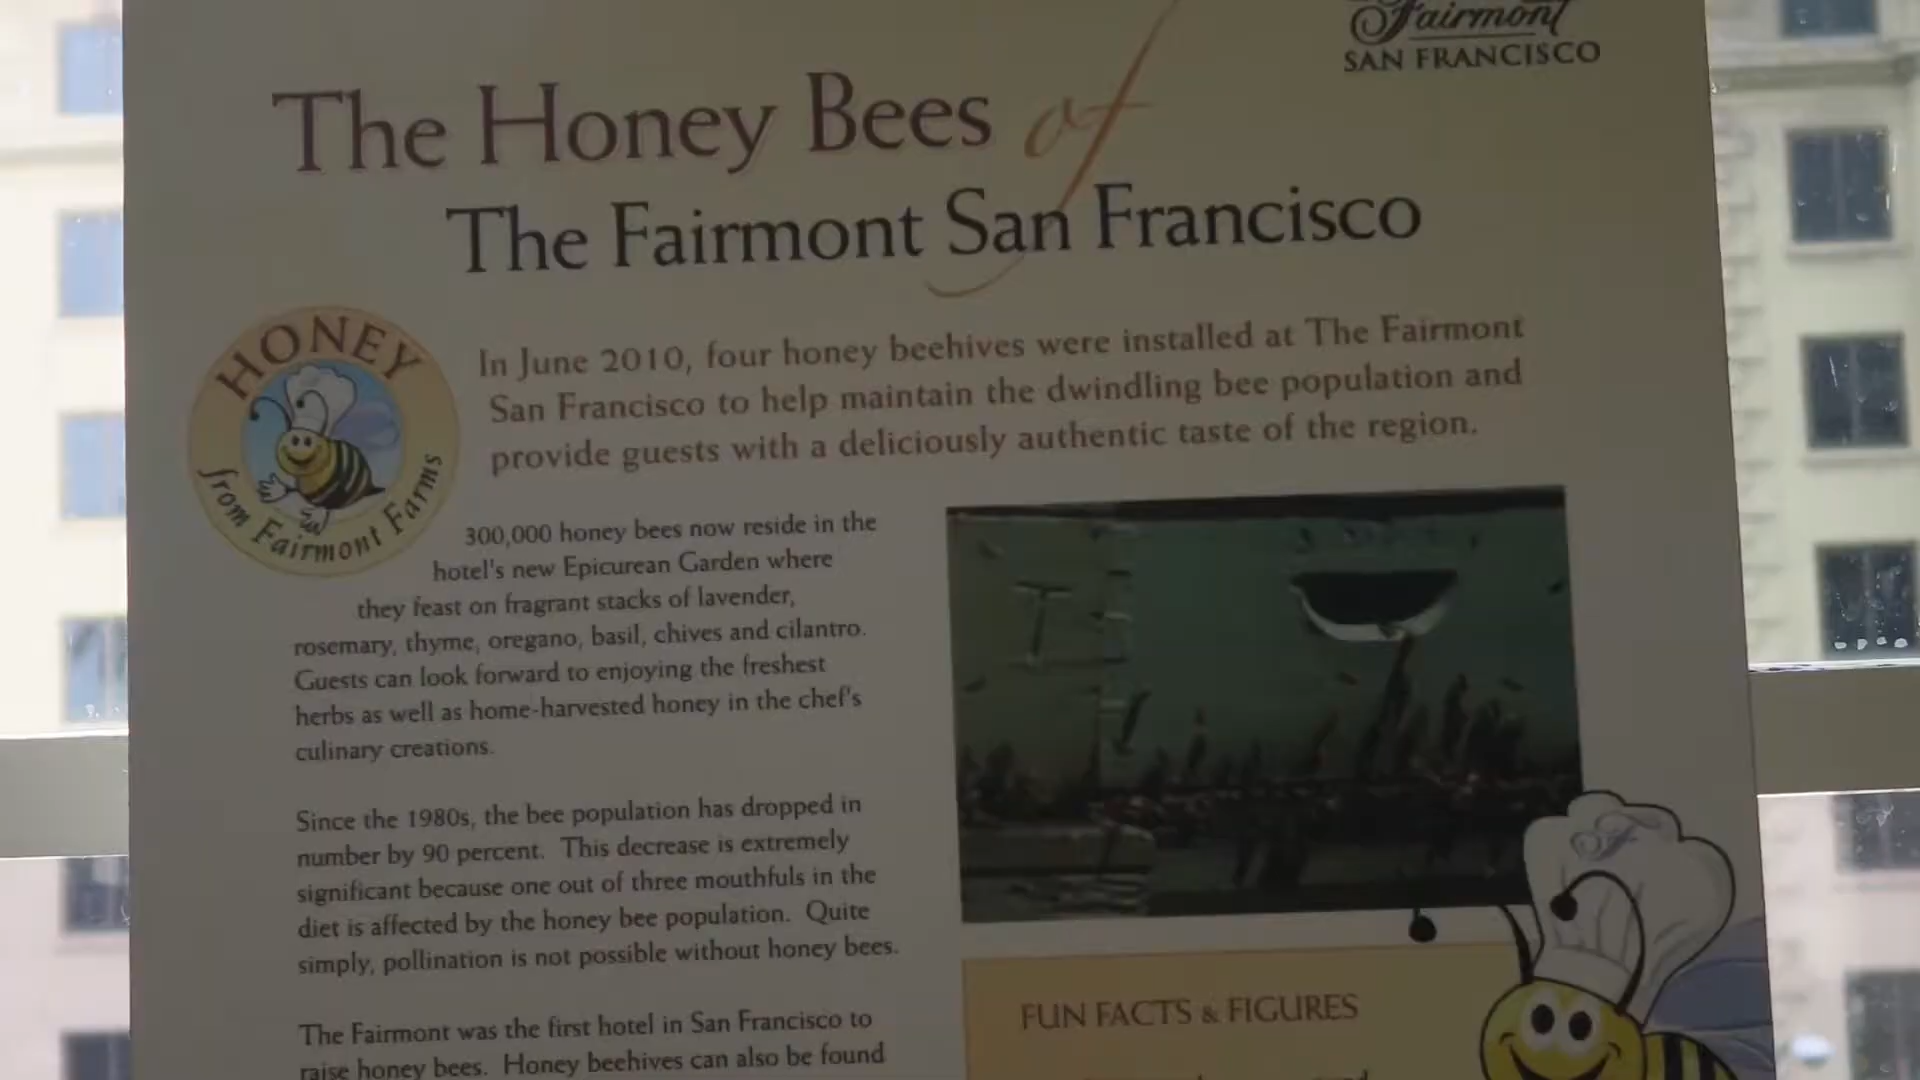 Fairmont
SAN FRANCISCO
The Honey Bees of
The Fairmont San Francisco
HONEY
from Fairmont Farms
In June 2010, four honey beehives were installed at The Fairmont
San Francisco to help maintain the dwindling bee population and
provide guests with a deliciously authentic taste of the region.
300,000 honey bees now reside in the
hotel's new Epicurean Garden where
they feast on fragrant stacks of lavender,
rosemary, thyme, oregano, basil, chives and cilantro.
Guests can look forward to enjoying the freshest
herbs as well as home-harvested honey in the chef's
culinary creations.
Since the 1980s, the bee population has dropped in
number by 90 percent. This decrease is extremely
significant because one out of three mouthfuls in the
diet is affected by the honey bee population. Quite
simply, pollination is not possible without honey bees.
The Fairmont was the first hotel in San Francisco to
raise honey bees. Honey beehives can also be found
FUN FACTS & FIGURES